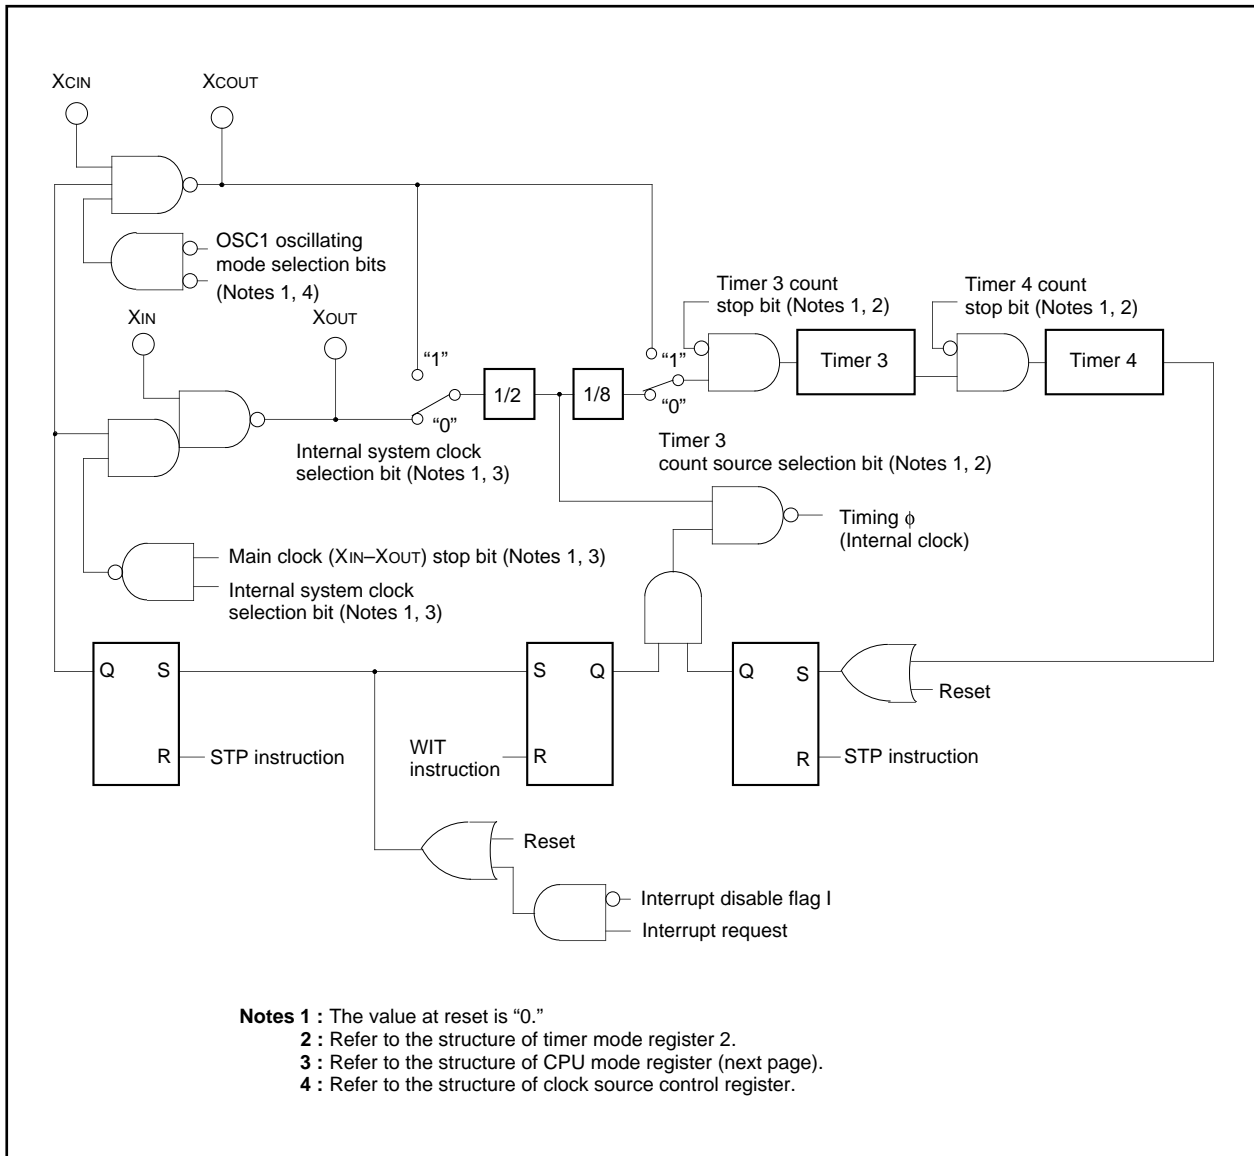 XCIN
XCOUT
OSC1 oscillating
mode selection bits
(Notes 1, 4)
XIN
XOUT
“1”
“0”
Internal system clock
selection bit (Notes 1, 3)
1/2
1/8
“1”
“0”
Timer 3
count source selection bit (Notes 1, 2)
Timer 3 count
stop bit (Notes 1, 2)
Timer 3
Timer 4 count
stop bit (Notes 1, 2)
Timer 4
Timing ϕ
(Internal clock)
Main clock (XIN–XOUT) stop bit (Notes 1, 3)
Internal system clock
selection bit (Notes 1, 3)
Q
S
R
STP instruction
S
Q
R
WIT
instruction
Q
S
R
Reset
STP instruction
Reset
Interrupt disable flag I
Interrupt request
Notes 1 : The value at reset is “0.”
2 : Refer to the structure of timer mode register 2.
3 : Refer to the structure of CPU mode register (next page).
4 : Refer to the structure of clock source control register.